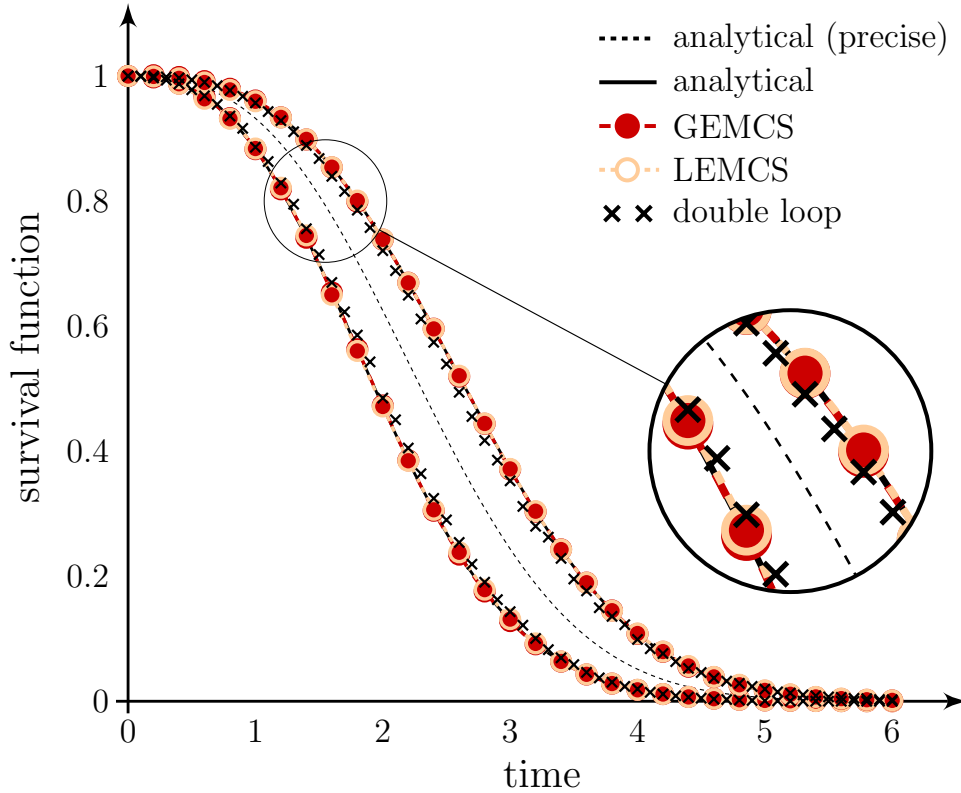 analytical (precise)
analytical
GEMCS
LEMCS
double loop
survival function
1
0.8
0.6
0.4
0.2
0
0 1 2 3 4 5 6
time